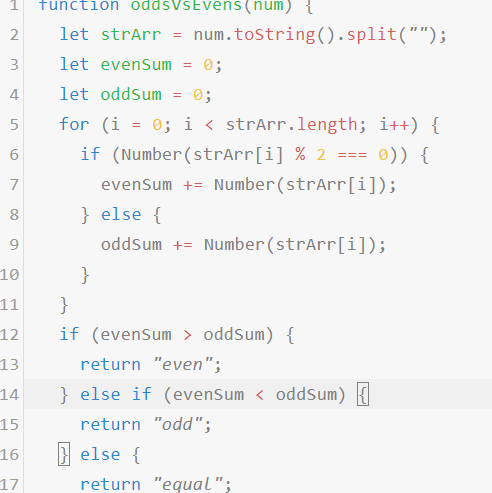 1 function oddsVsEvens(num) {
2 let strArr = num.toString().split("");
3 let evenSum = 0;
4 let oddSum = 0;
5 for (i = 0; i < strArr.length; i++) {
6 if (Number(strArr[i] % 2 === 0)) {
7 evenSum += Number(strArr[i]);
8 } else {
9 oddSum += Number(strArr[i]);
10 }
11 }
12 if (evenSum > oddSum) {
13 return "even";
14 } else if (evenSum < oddSum) {
15 return "odd";
16 } else {
17 return "equal";